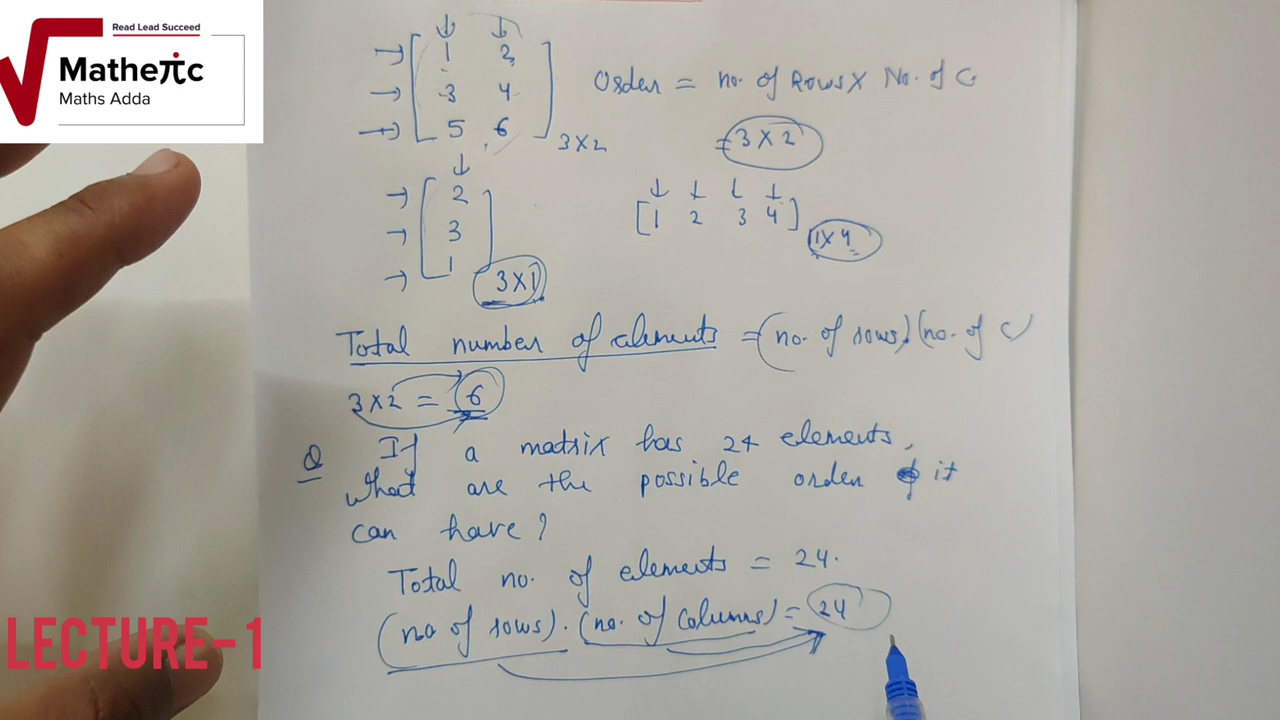 Read Lead Succeed
Matheπc
Maths Adda
1 2
3 4
5 6
3×2
Order = no. of Rows × No. of C
= 3 × 2
2
3
1
3×1
[1 2 3 4]
1×4
Total number of elements = (no. of rows) (no. of C)
3×2 = 6
Q If a matrix has 24 elements,
what are the possible order it
can have?
Total no. of elements = 24.
(no of rows). (no. of columns) = 24
LECTURE-1